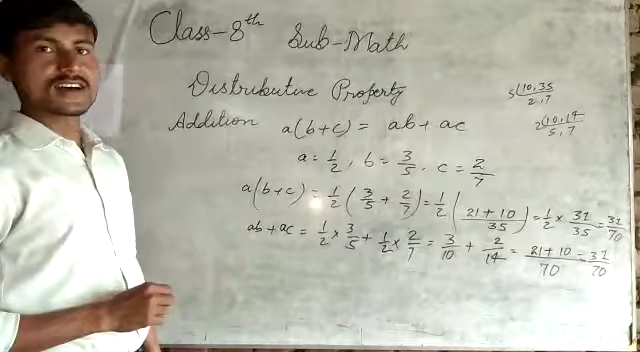 Class-8th Sub-Math
Distributive Property
Addition a(b+c) = ab + ac
a = 1/2, b = 3/5, c = 2/7
a(b+c) = 1/2 ( 3/5 + 2/7 ) = 1/2 ( 21+10/35 ) = 1/2 × 31/35 = 31/70
ab + ac = 1/2 × 3/5 + 1/2 × 2/7 = 3/10 + 2/14 = 21+10/70 = 31/70
5 | 10, 35
2, 7
2 | 10, 14
5, 7